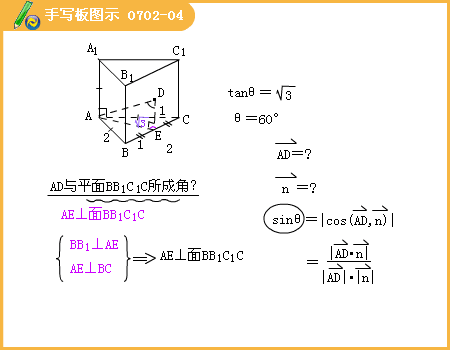 手写板图示 0702-04
A1
C1
B1
D
A
1
C
√3
E
2
B
1
2
tanθ=√3
θ=60°
AD=?
n=?
sinθ=|cos⟨AD,n⟩|
=|AD·n|
|AD|·|n|
AD与平面BB1C1C所成角?
AE⊥面BB1C1C
BB1⊥AE
AE⊥BC
⇒AE⊥面BB1C1C